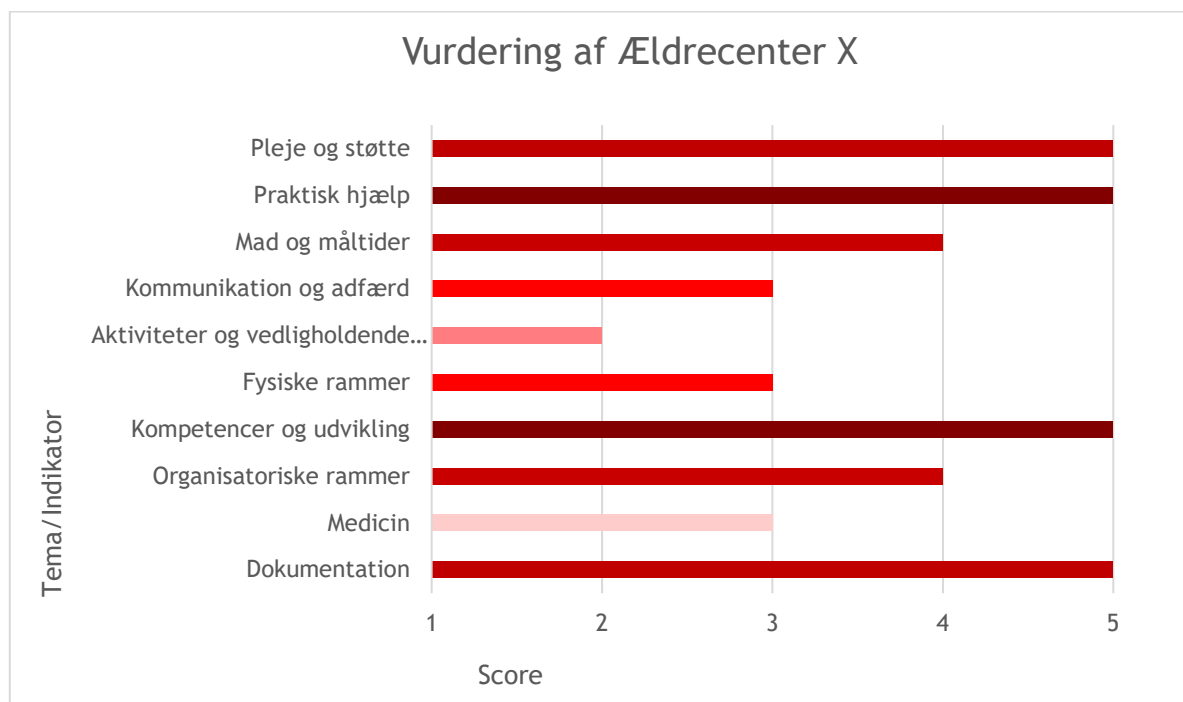 Vurdering af Ældrecenter X
Pleje og støtte
Praktisk hjælp
Mad og måltider
Kommunikation og adfærd
Aktiviteter og vedligholdende...
Fysiske rammer
Kompetencer og udvikling
Organisatoriske rammer
Medicin
Dokumentation
Tema/Indikator
1 2 3 4 5
Score